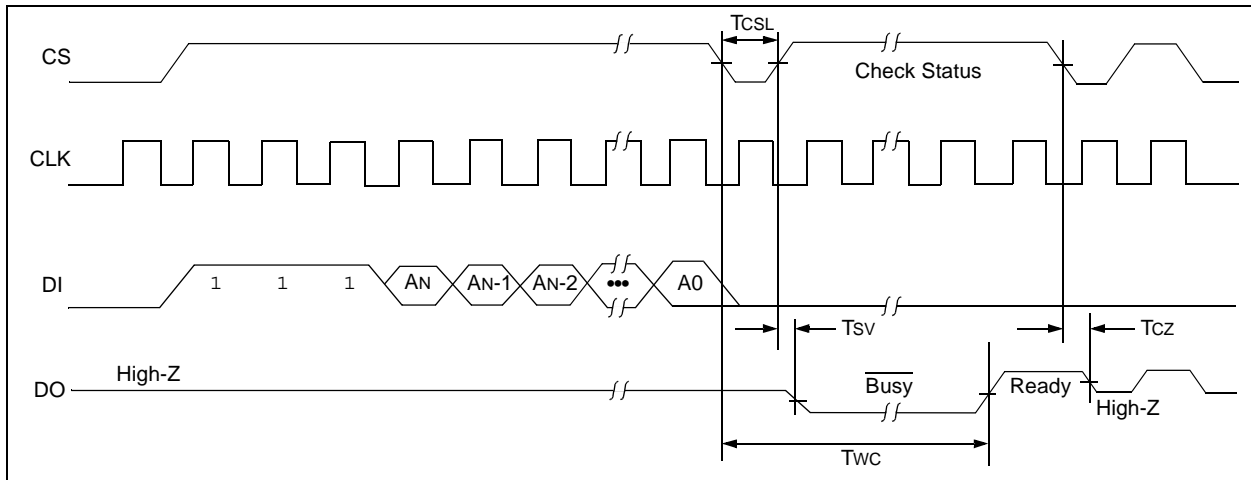 TCSL
CS
Check Status
CLK
DI
1 1 1 AN AN-1 AN-2 ••• A0
TSV
TCZ
High-Z
DO
Busy
Ready
High-Z
TWC